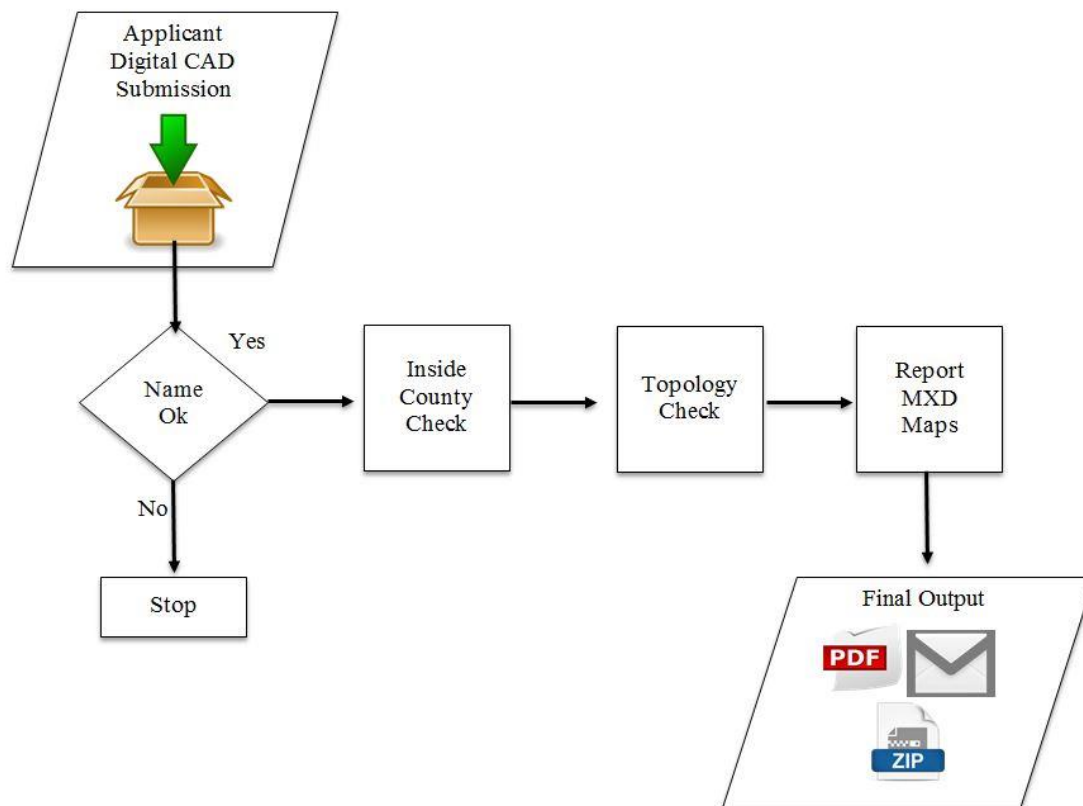 Applicant
Digital CAD
Submission
Yes
Name
Ok
Inside
County
Check
Topology
Check
Report
MXD
Maps
No
Stop
Final Output
PDF
ZIP